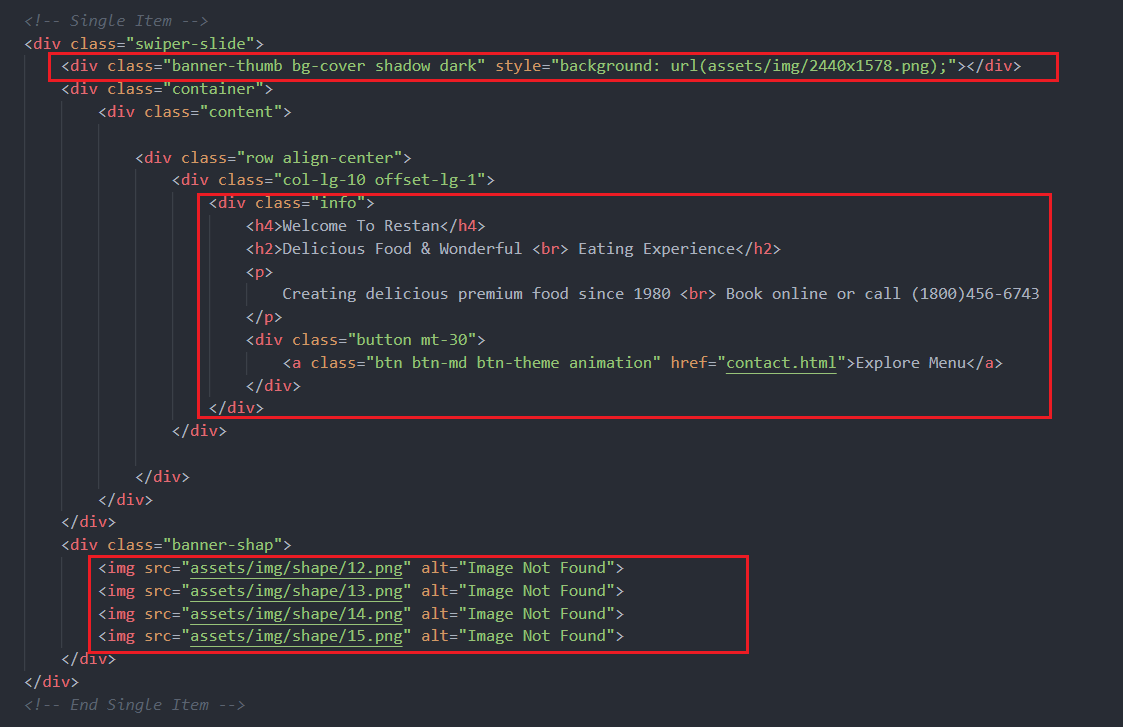 <!-- Single Item -->
<div class="swiper-slide">
<div class="banner-thumb bg-cover shadow dark" style="background: url(assets/img/2440x1578.png);"></div>
<div class="container">
<div class="content">
<div class="row align-center">
<div class="col-lg-10 offset-lg-1">
<div class="info">
<h4>Welcome To Restan</h4>
<h2>Delicious Food & Wonderful <br> Eating Experience</h2>
<p>
Creating delicious premium food since 1980 <br> Book online or call (1800)456-6743
</p>
<div class="button mt-30">
<a class="btn btn-md btn-theme animation" href="contact.html">Explore Menu</a>
</div>
</div>
</div>
</div>
</div>
</div>
<div class="banner-shap">
<img src="assets/img/shape/12.png" alt="Image Not Found">
<img src="assets/img/shape/13.png" alt="Image Not Found">
<img src="assets/img/shape/14.png" alt="Image Not Found">
<img src="assets/img/shape/15.png" alt="Image Not Found">
</div>
</div>
<!-- End Single Item -->